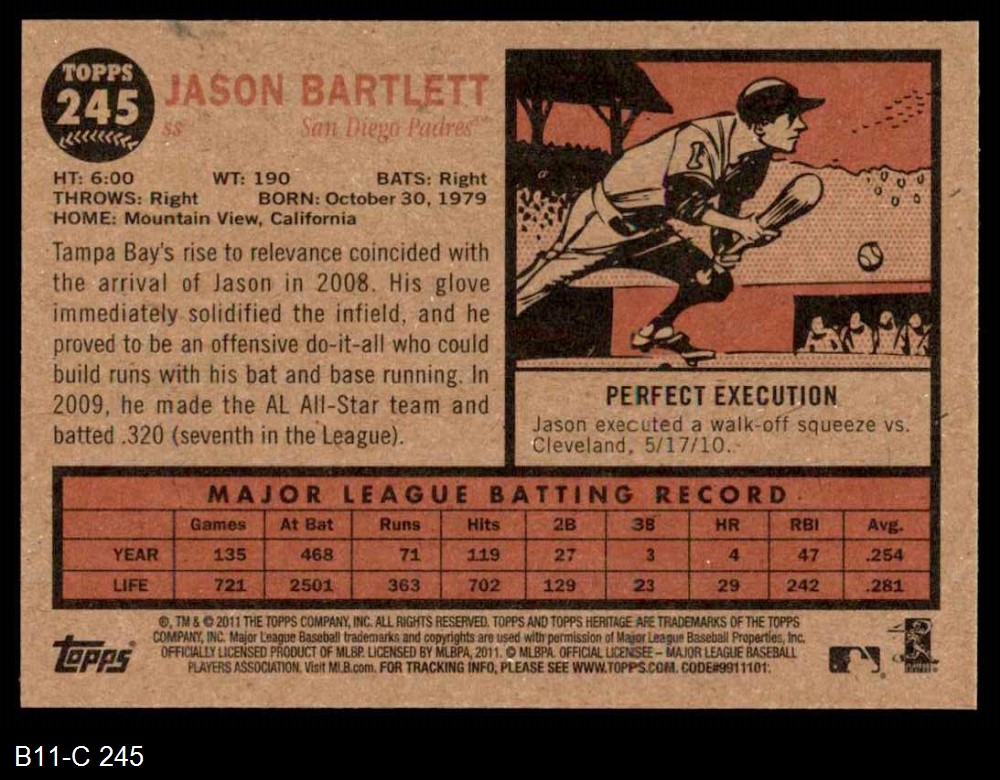 TOPPS
245
JASON BARTLETT
ss San Diego Padres™
HT: 6:00 WT: 190 BATS: Right
THROWS: Right BORN: October 30, 1979
HOME: Mountain View, California
Tampa Bay's rise to relevance coincided with
the arrival of Jason in 2008. His glove
immediately solidified the infield, and he
proved to be an offensive do-it-all who could
build runs with his bat and base running. In
2009, he made the AL All-Star team and
batted .320 (seventh in the League).
PERFECT EXECUTION
Jason executed a walk-off squeeze vs.
Cleveland, 5/17/10.
MAJOR LEAGUE BATTING RECORD
Games At Bat Runs Hits 2B 3B HR RBI Avg.
YEAR 135 468 71 119 27 3 4 47 .254
LIFE 721 2501 363 702 129 23 29 242 .281
®, TM & © 2011 THE TOPPS COMPANY, INC. ALL RIGHTS RESERVED. TOPPS AND TOPPS HERITAGE ARE TRADEMARKS OF THE TOPPS
COMPANY, INC. Major League Baseball trademarks and copyrights are used with permission of Major League Baseball Properties, Inc.
OFFICIALLY LICENSED PRODUCT OF MLBP. LICENSED BY MLBPA, 2011. © MLBPA. OFFICIAL LICENSEE – MAJOR LEAGUE BASEBALL
PLAYERS ASSOCIATION. Visit MLB.com. FOR TRACKING INFO, PLEASE SEE WWW.TOPPS.COM. CODE#9911101.
Topps
B11-C 245